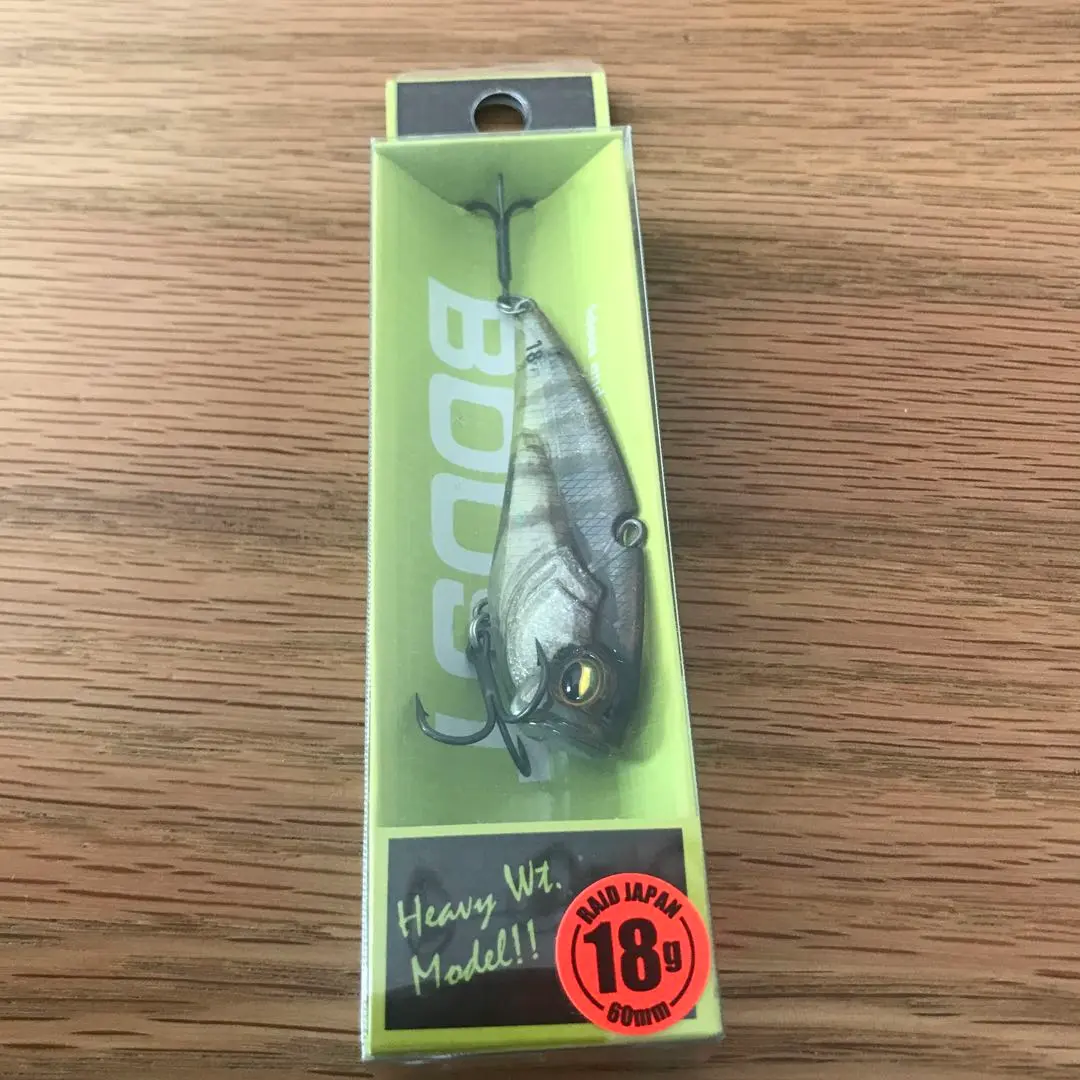 BOOST
18
Heavy Wt.
Model!!
RAID JAPAN
18g
60mm